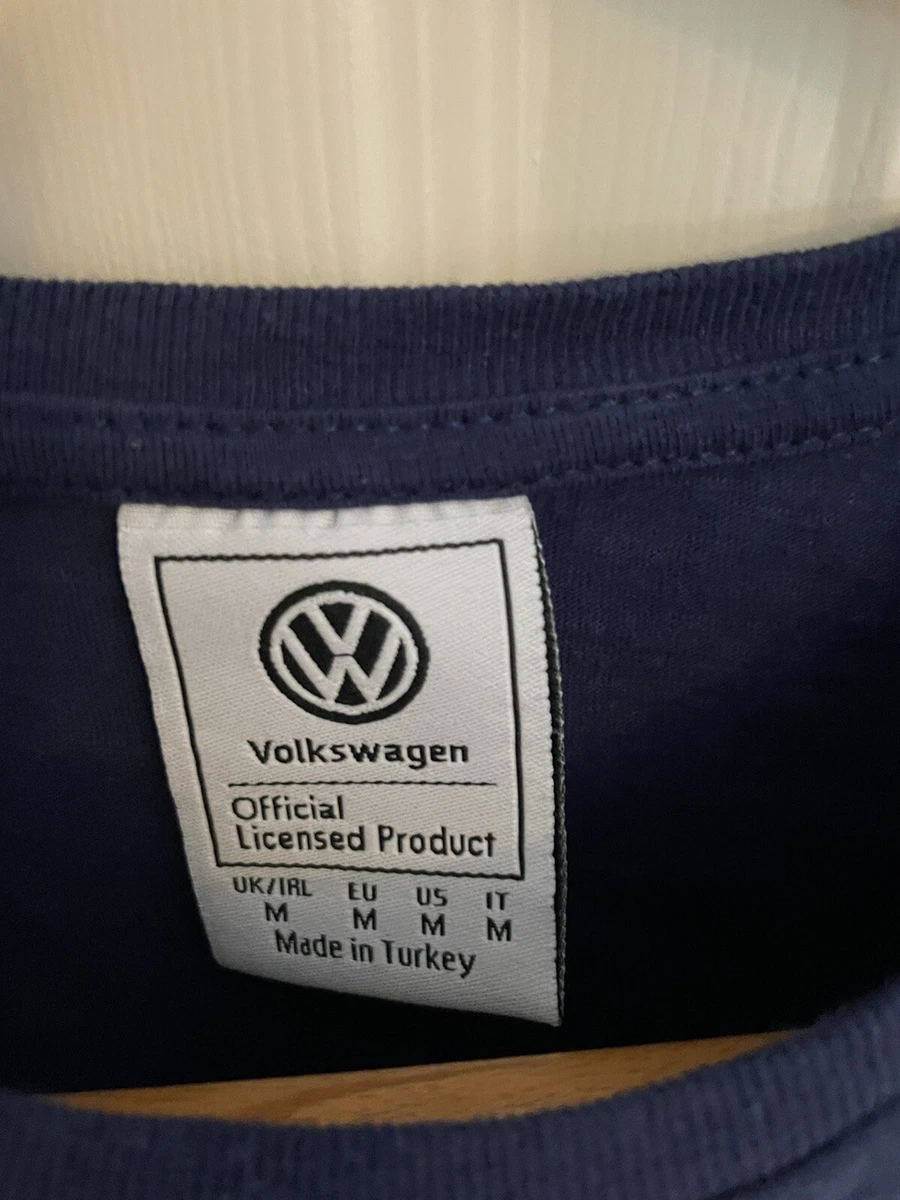 Volkswagen
Official
Licensed Product
UK/IRL EU US IT
M M M M
Made in Turkey